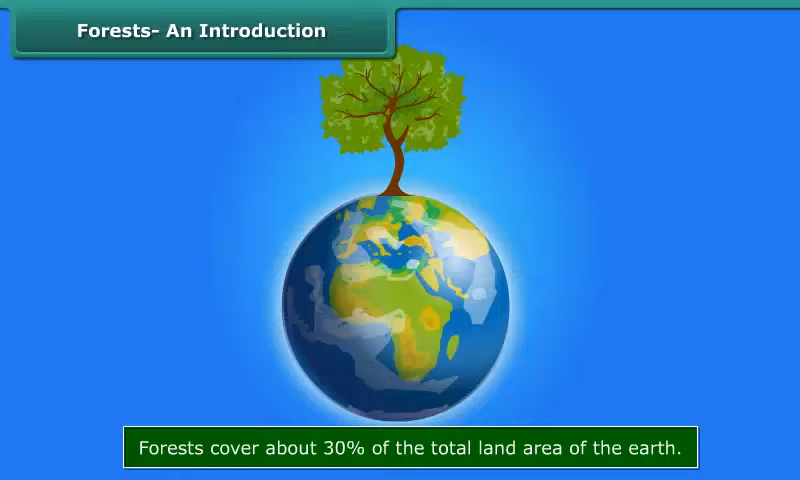 Forests- An Introduction
Forests cover about 30% of the total land area of the earth.